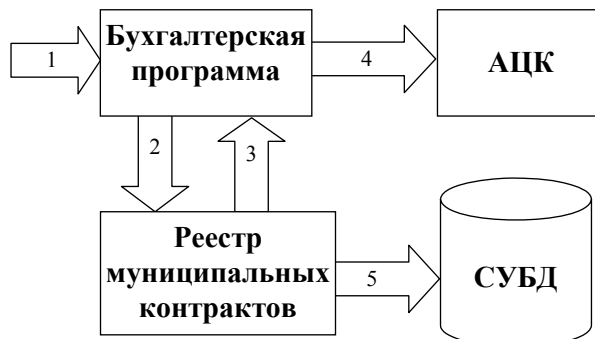 Бухгалтерская
программа
1
4
АЦК
2
3
Реестр
муниципальных
контрактов
5
СУБД